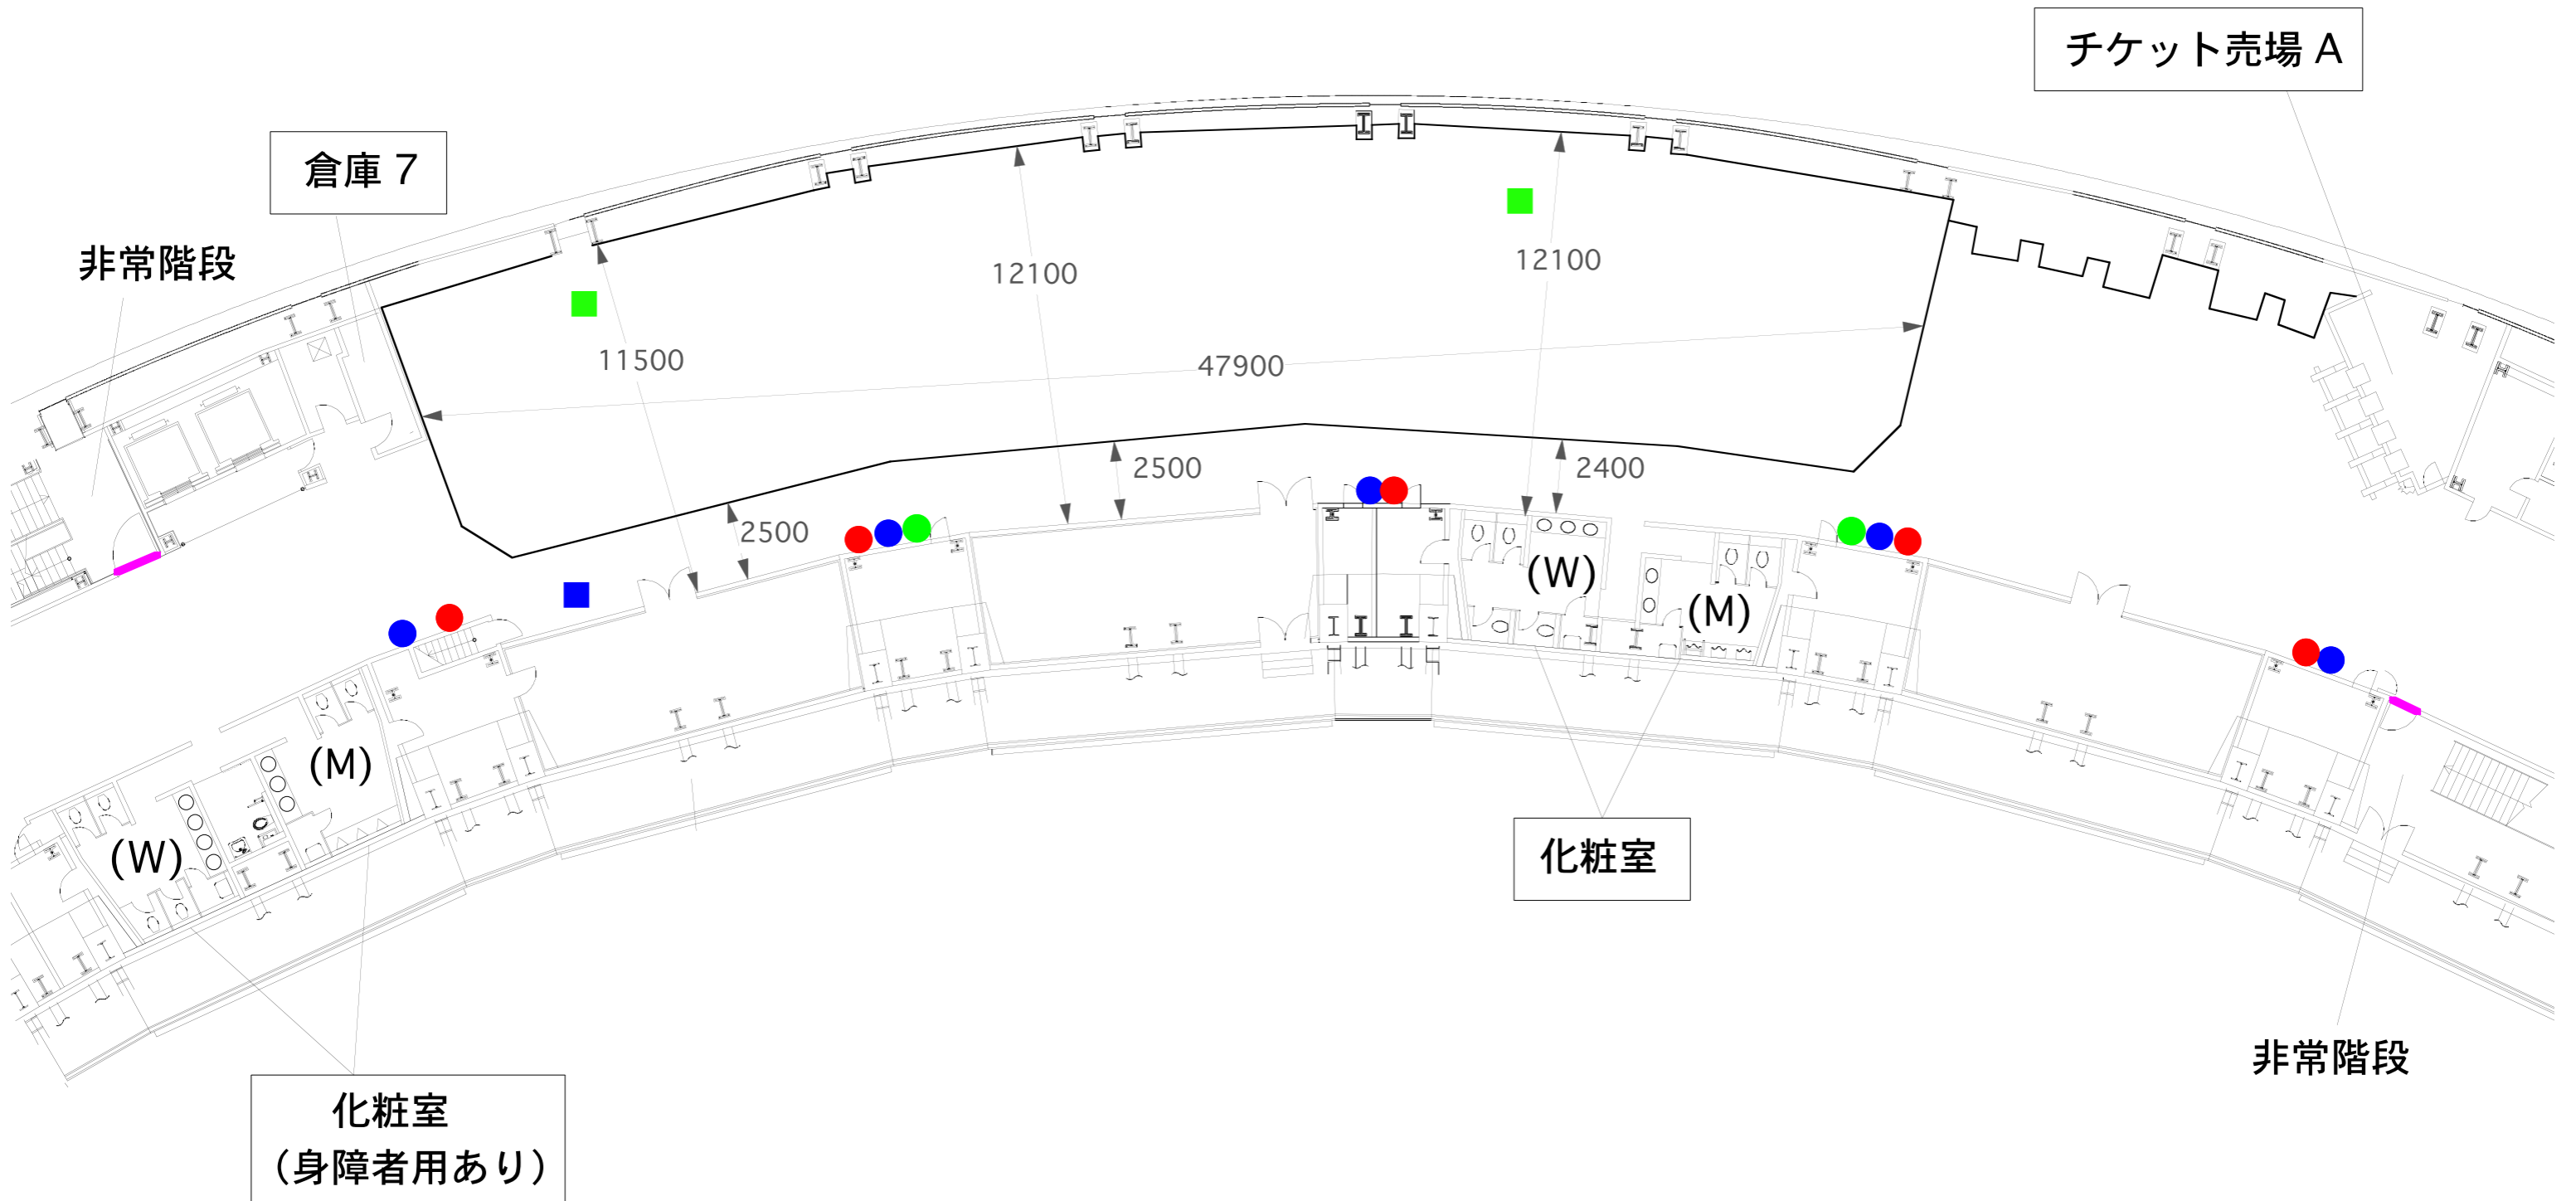 チケット売場 A
倉庫 7
非常階段
12100
12100
11500
47900
2500
2400
2500
(W)
(M)
(M)
(W)
化粧室
非常階段
化粧室
（身障者用あり）